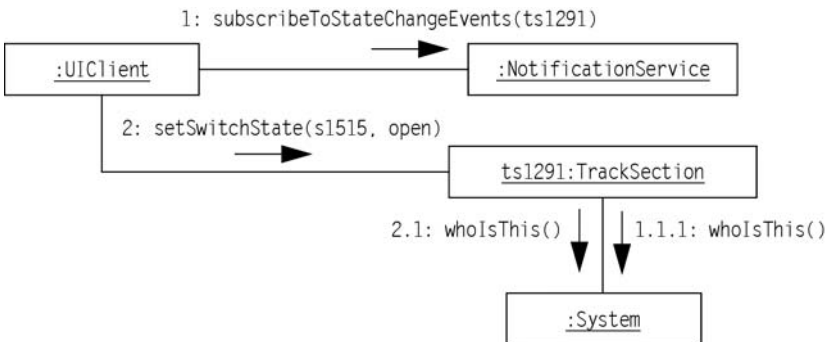 1: subscribeToStateChangeEvents(ts1291)
:UIClient
:NotificationService
2: setSwitchState(s1515, open)
ts1291:TrackSection
2.1: whoIsThis()
1.1.1: whoIsThis()
:System